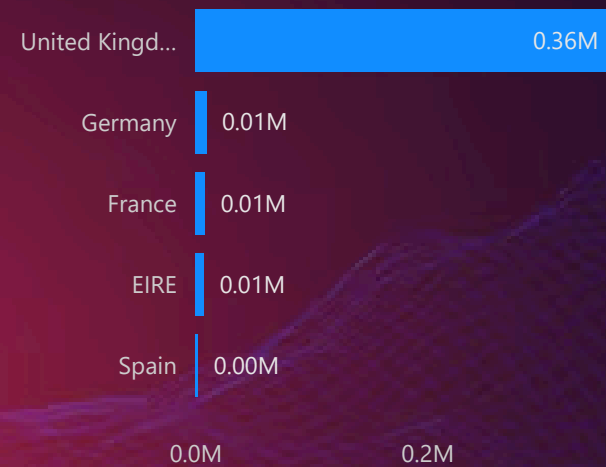 United Kingd... 0.36M
Germany 0.01M
France 0.01M
EIRE 0.01M
Spain 0.00M
0.0M 0.2M